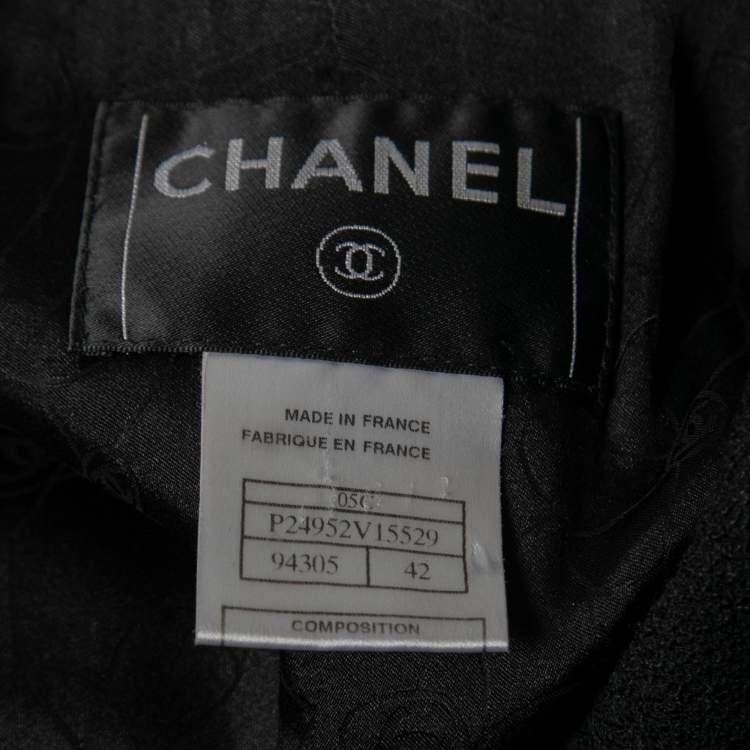 CHANEL
MADE IN FRANCE
FABRIQUE EN FRANCE
05C
P24952V15529
94305 42
COMPOSITION